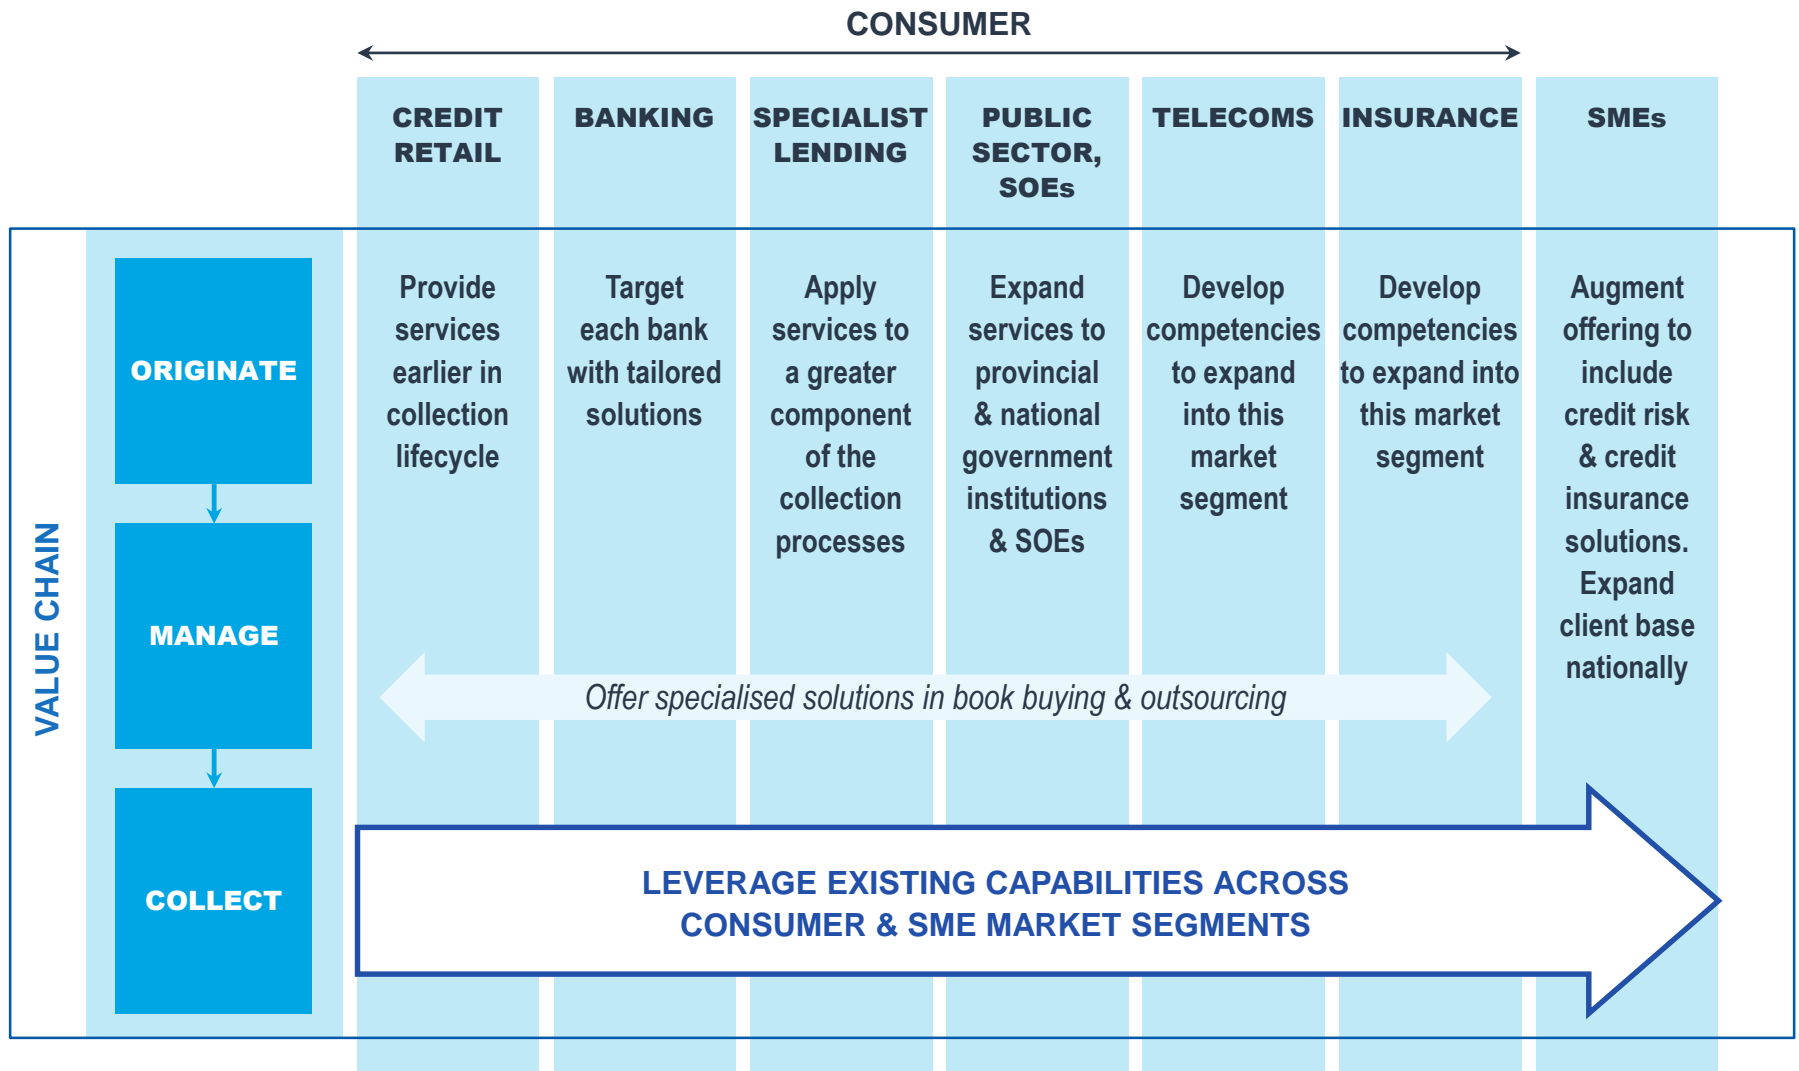 CONSUMER
CREDIT
RETAIL
BANKING
SPECIALIST
LENDING
PUBLIC
SECTOR,
SOEs
TELECOMS
INSURANCE
SMEs
VALUE CHAIN
ORIGINATE
MANAGE
COLLECT
Provide
services
earlier in
collection
lifecycle
Target
each bank
with tailored
solutions
Apply
services to
a greater
component
of the
collection
processes
Expand
services to
provincial
& national
government
institutions
& SOEs
Develop
competencies
to expand
into this
market
segment
Develop
competencies
to expand into
this market
segment
Augment
offering to
include
credit risk
& credit
insurance
solutions.
Expand
client base
nationally
Offer specialised solutions in book buying & outsourcing
LEVERAGE EXISTING CAPABILITIES ACROSS
CONSUMER & SME MARKET SEGMENTS